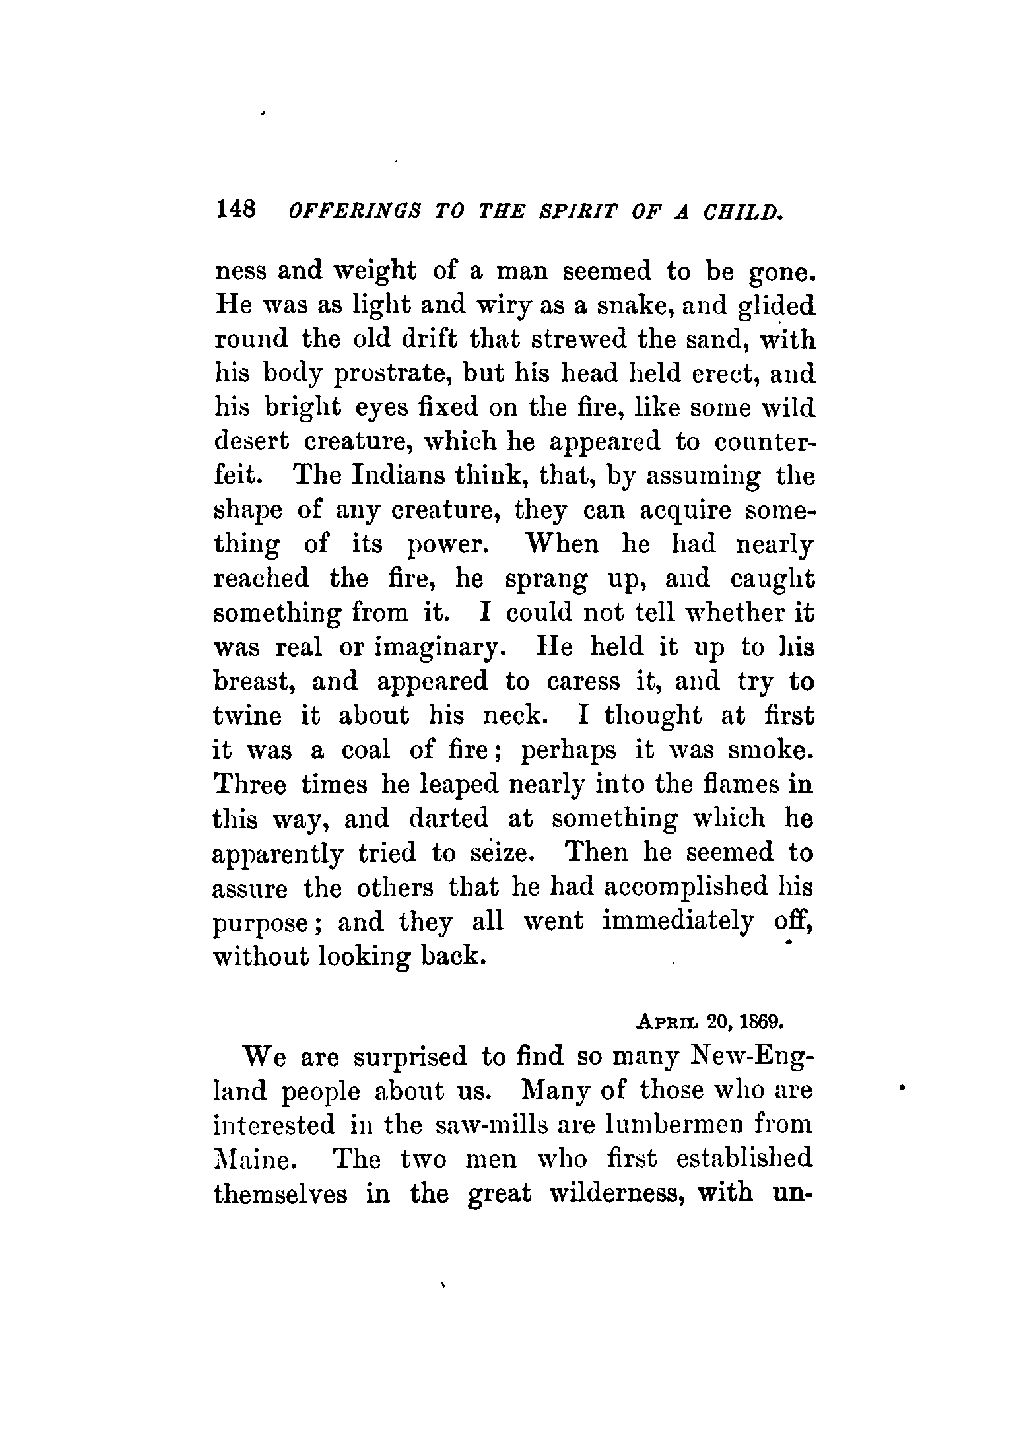 148 OFFERINGS TO THE SPIRIT OF A CHILD.
ness and weight of a man seemed to be gone.
He was as light and wiry as a snake, and glided
round the old drift that strewed the sand, with
his body prostrate, but his head held erect, and
his bright eyes fixed on the fire, like some wild
desert creature, which he appeared to counter-
feit. The Indians think, that, by assuming the
shape of any creature, they can acquire some-
thing of its power. When he had nearly
reached the fire, he sprang up, and caught
something from it. I could not tell whether it
was real or imaginary. He held it up to his
breast, and appeared to caress it, and try to
twine it about his neck. I thought at first
it was a coal of fire; perhaps it was smoke.
Three times he leaped nearly into the flames in
this way, and darted at something which he
apparently tried to seize. Then he seemed to
assure the others that he had accomplished his
purpose; and they all went immediately off,
without looking back.
APRIL 20, 1869.
We are surprised to find so many New-Eng-
land people about us. Many of those who are
interested in the saw-mills are lumbermen from
Maine. The two men who first established
themselves in the great wilderness, with un-